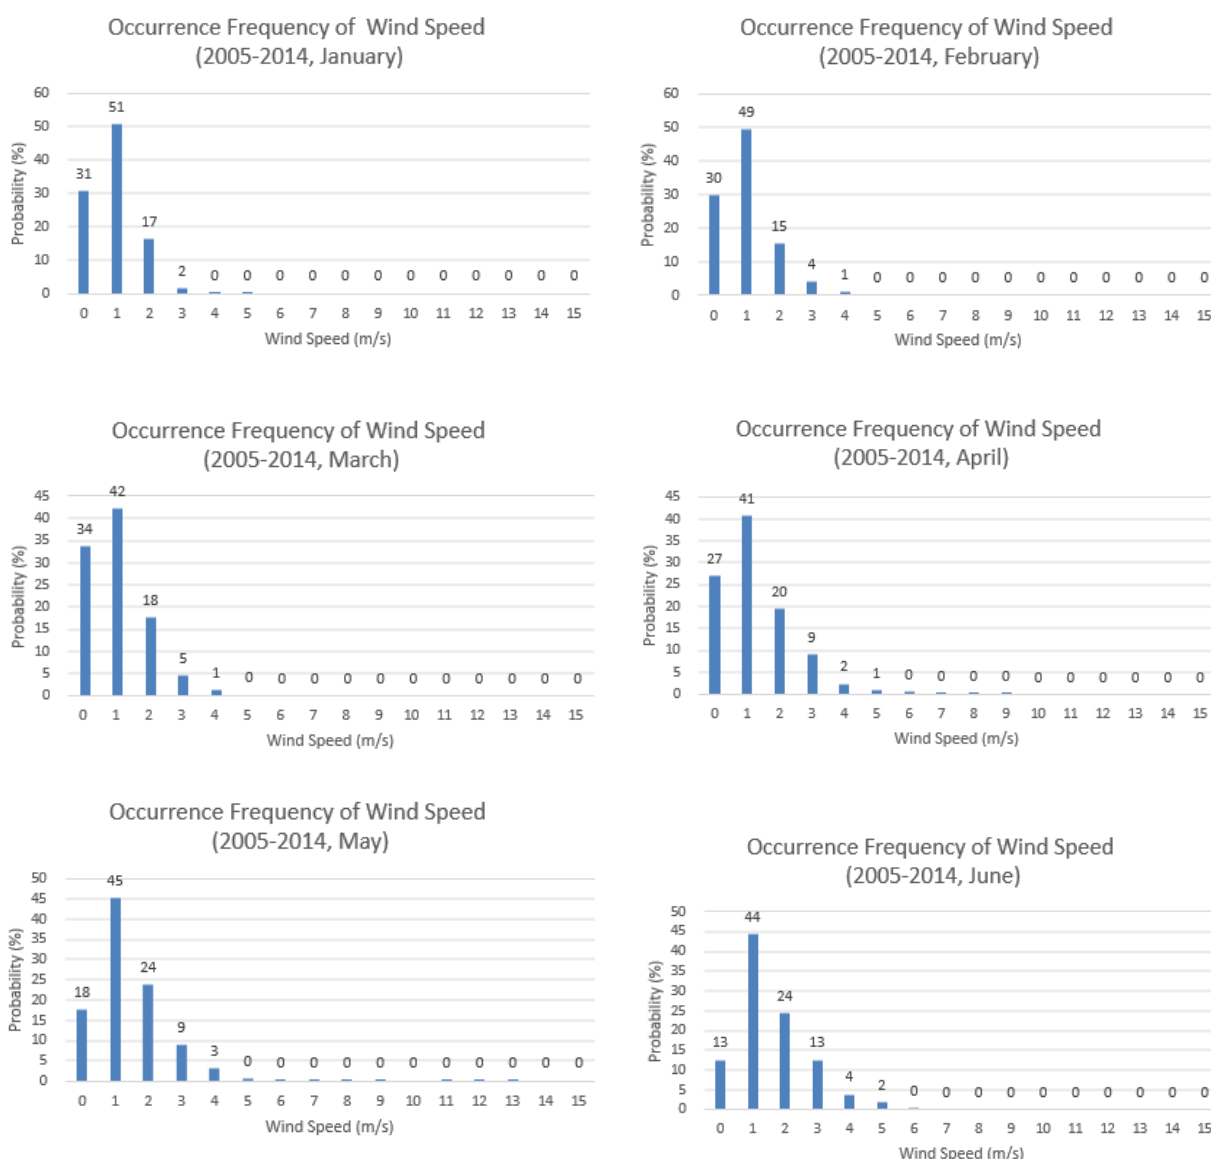 Occurrence Frequency of  Wind Speed
(2005-2014, January)
Probability (%)
60
50
40
30
20
10
0
31 51 17 2 0 0 0 0 0 0 0 0 0 0 0 0
0 1 2 3 4 5 6 7 8 9 10 11 12 13 14 15
Wind Speed (m/s)
Occurrence Frequency of Wind Speed
(2005-2014, February)
Probability (%)
60
50
40
30
20
10
0
30 49 15 4 1 0 0 0 0 0 0 0 0 0 0 0
0 1 2 3 4 5 6 7 8 9 10 11 12 13 14 15
Wind Speed (m/s)
Occurrence Frequency of Wind Speed
(2005-2014, March)
Probability (%)
45
40
35
30
25
20
15
10
5
0
34 42 18 5 1 0 0 0 0 0 0 0 0 0 0 0
0 1 2 3 4 5 6 7 8 9 10 11 12 13 14 15
Wind Speed (m/s)
Occurrence Frequency of Wind Speed
(2005-2014, April)
Probability (%)
45
40
35
30
25
20
15
10
5
0
27 41 20 9 2 1 0 0 0 0 0 0 0 0 0 0
0 1 2 3 4 5 6 7 8 9 10 11 12 13 14 15
Wind Speed (m/s)
Occurrence Frequency of Wind Speed
(2005-2014, May)
Probability (%)
50
45
40
35
30
25
20
15
10
5
0
18 45 24 9 3 0 0 0 0 0 0 0 0 0 0 0
0 1 2 3 4 5 6 7 8 9 10 11 12 13 14 15
Wind Speed (m/s)
Occurrence Frequency of Wind Speed
(2005-2014, June)
Probability (%)
50
45
40
35
30
25
20
15
10
5
0
13 44 24 13 4 2 0 0 0 0 0 0 0 0 0 0
0 1 2 3 4 5 6 7 8 9 10 11 12 13 14 15
Wind Speed (m/s)